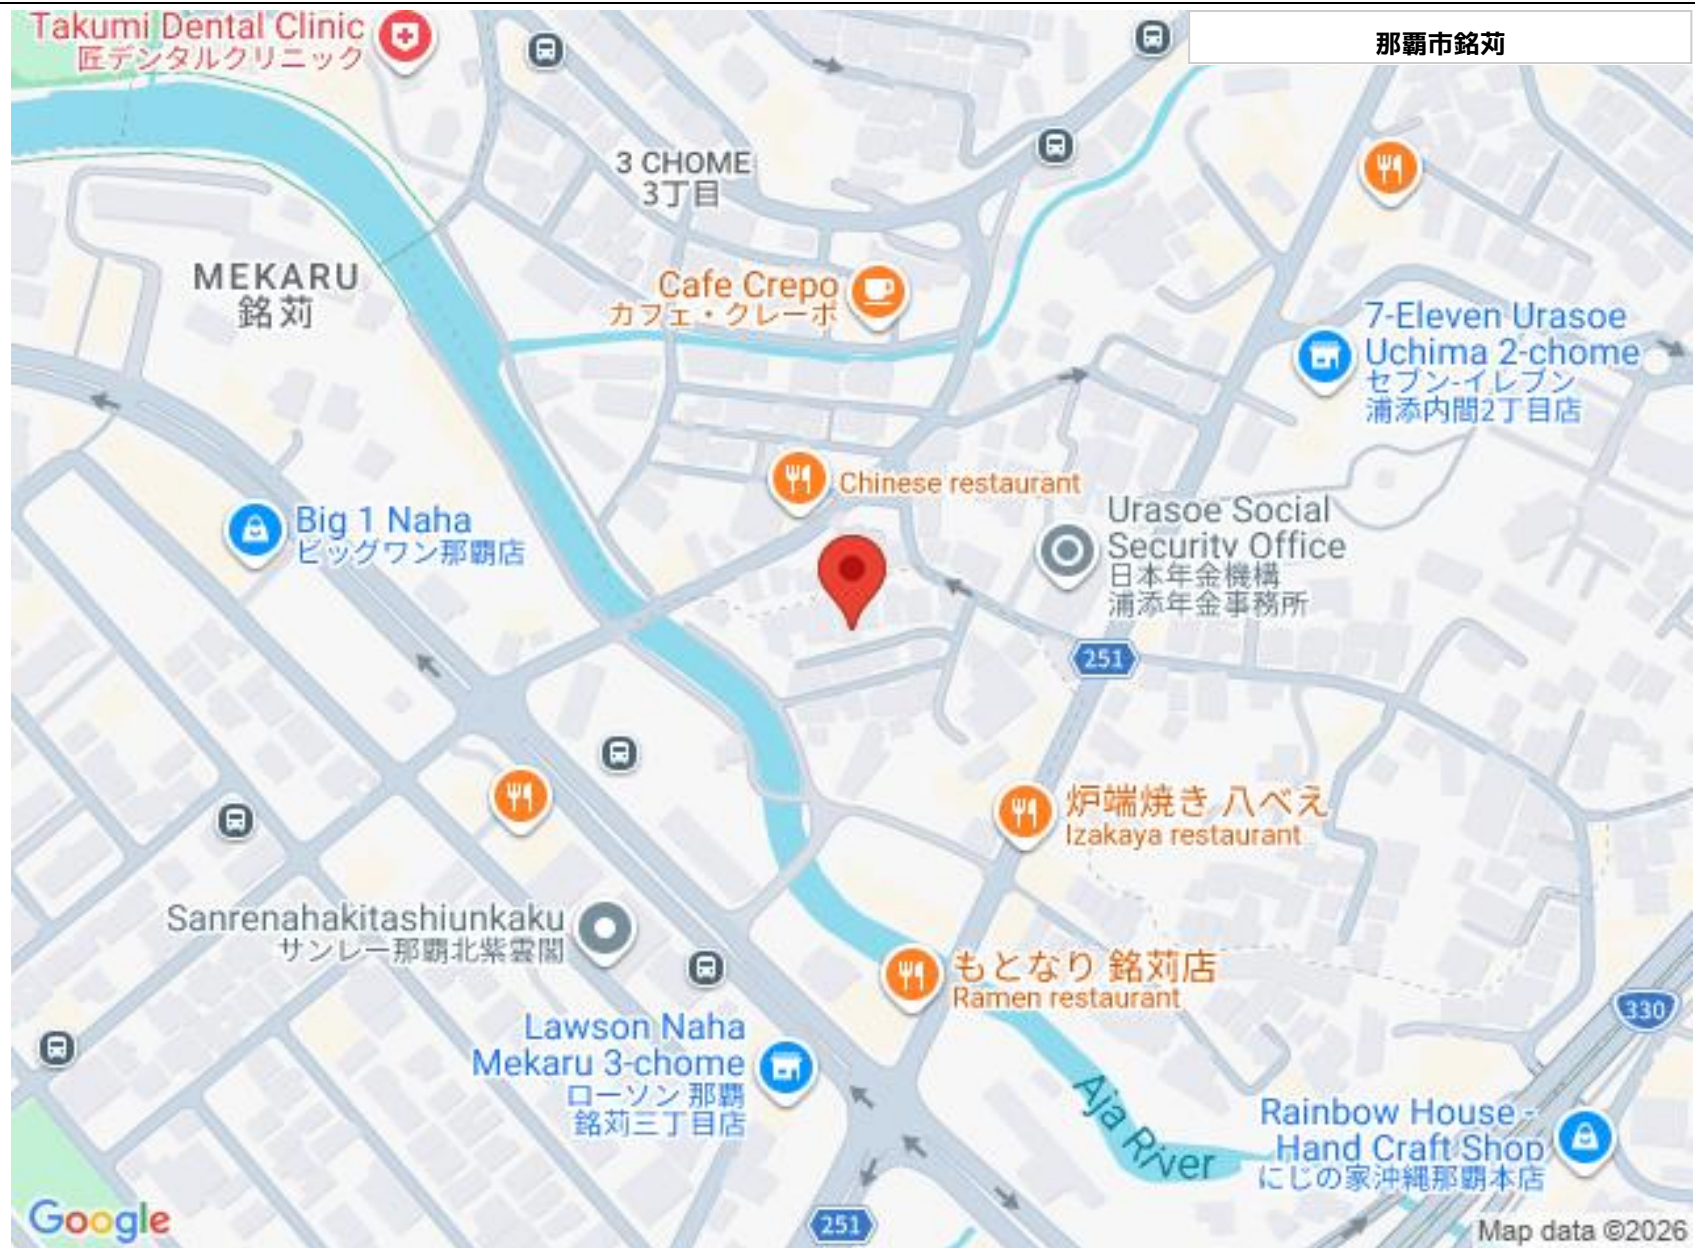 Takumi Dental Clinic
匠デンタルクリニック
那覇市銘苅
3 CHOME
3丁目
MEKARU
銘苅
Cafe Crepo
カフェ・クレーポ
7-Eleven Urasoe
Uchima 2-chome
セブン-イレブン
浦添内間2丁目店
Chinese restaurant
Big 1 Naha
ビッグワン那覇店
Urasoe Social
Security Office
日本年金機構
浦添年金事務所
251
炉端焼き 八べえ
Izakaya restaurant
Sanrenahakitashiunkaku
サンレー那覇北紫雲閣
もとなり 銘苅店
Ramen restaurant
330
Lawson Naha
Mekaru 3-chome
ローソン 那覇
銘苅三丁目店
Aja River
Rainbow House -
Hand Craft Shop
にじの家沖縄那覇本店
251
Google
Map data ©2026